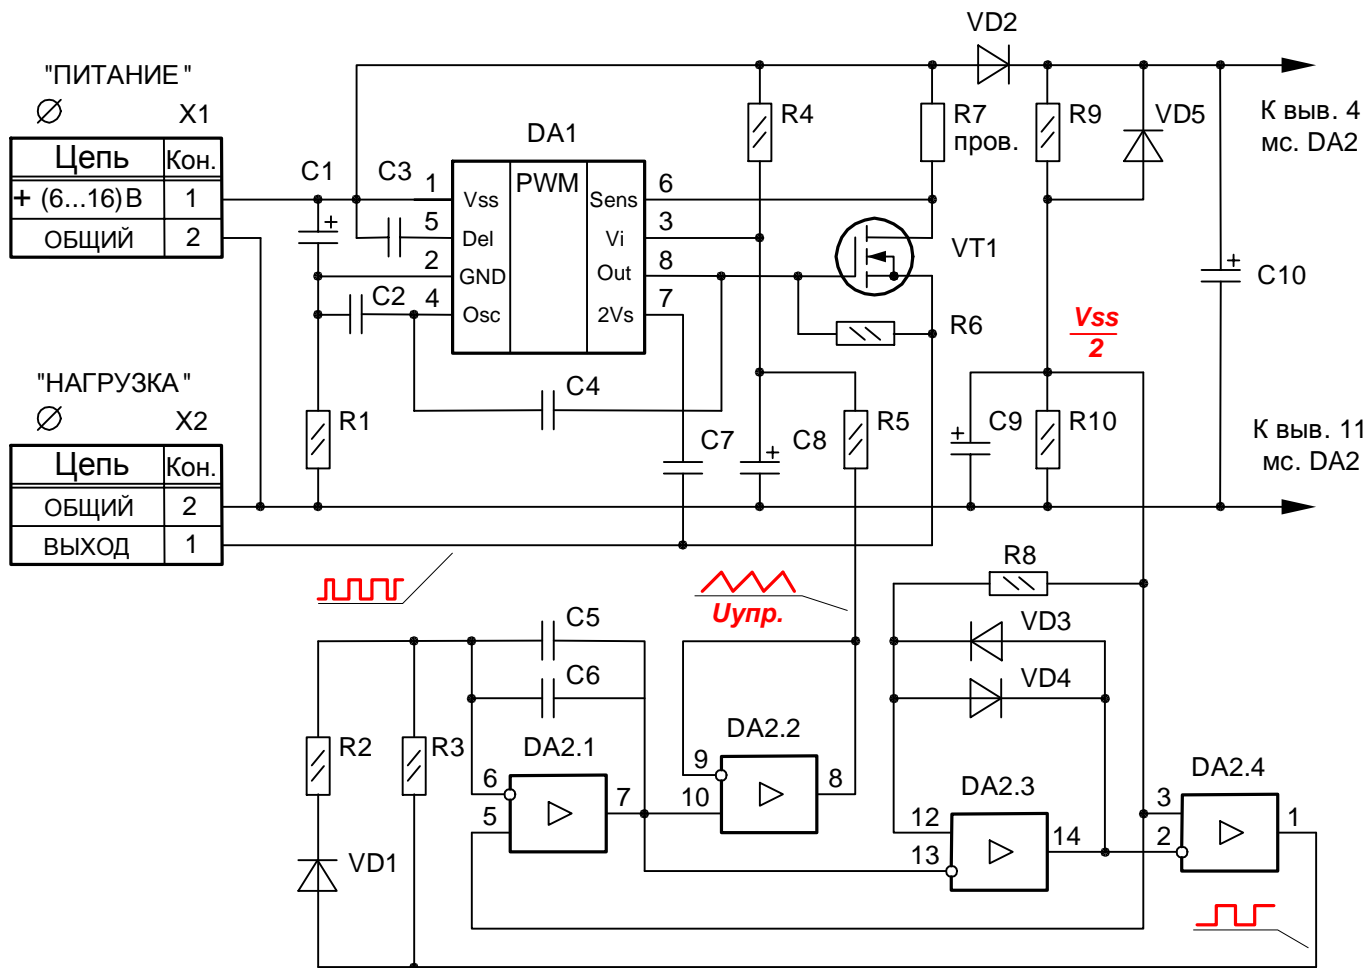 VD2
"ПИТАНИЕ"
Ø X1
Цепь Кон.
+ (6...16)В 1
ОБЩИЙ 2
C1
C3
DA1
PWM
1 Vss
5 Del
2 GND
4 Osc
Sens 6
Vi 3
Out 8
2Vs 7
C2
R4
R7
пров.
R9
VD5
К выв. 4
мс. DA2
VT1
C10
R6
Vss
2
"НАГРУЗКА"
Ø X2
Цепь Кон.
ОБЩИЙ 2
ВЫХОД 1
R1
C4
C7
C8
R5
C9
R10
К выв. 11
мс. DA2
Uупр.
R8
VD3
VD4
C5
C6
R2
R3
VD1
DA2.1
6
5
7
DA2.2
9
10
8
DA2.3
12
13
14
DA2.4
3
2
1